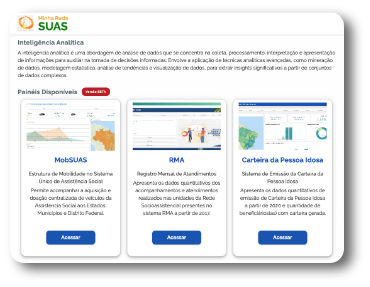 Minha Rede
SUAS
Inteligência Analítica
A inteligência analítica é uma abordagem de análise de dados que se concentra na coleta, processamento, interpretação e apresentação
de informações para auxiliar na tomada de decisões informadas. Envolve a aplicação de técnicas analíticas avançadas, como mineração
de dados, modelagem estatística, análise de tendências e visualização de dados, para extrair insights significativos a partir de conjuntos
de dados complexos.
Painéis Disponíveis
Versão BETA
MobSUAS
Estrutura de Mobilidade no Sistema
Único de Assistência Social
Permite acompanhar a aquisição e
doação centralizada de veículos da
Assistência Social aos Estados,
Municípios e Distrito Federal.
Acessar
RMA
Registro Mensal de Atendimentos
Apresenta os dados quantitativos dos
acompanhamentos e atendimentos
realizados nas unidades da Rede
Socioassistencial presentes no
sistema RMA a partir de 2017.
Acessar
Carteira da Pessoa Idosa
Sistema de Emissão da Carteira da
Pessoa Idosa
Apresenta os dados quantitativos de
emissão de Carteira da Pessoa Idosa
a partir de 2020 e quantidade de
beneficiários(as) com carteira gerada.
Acessar